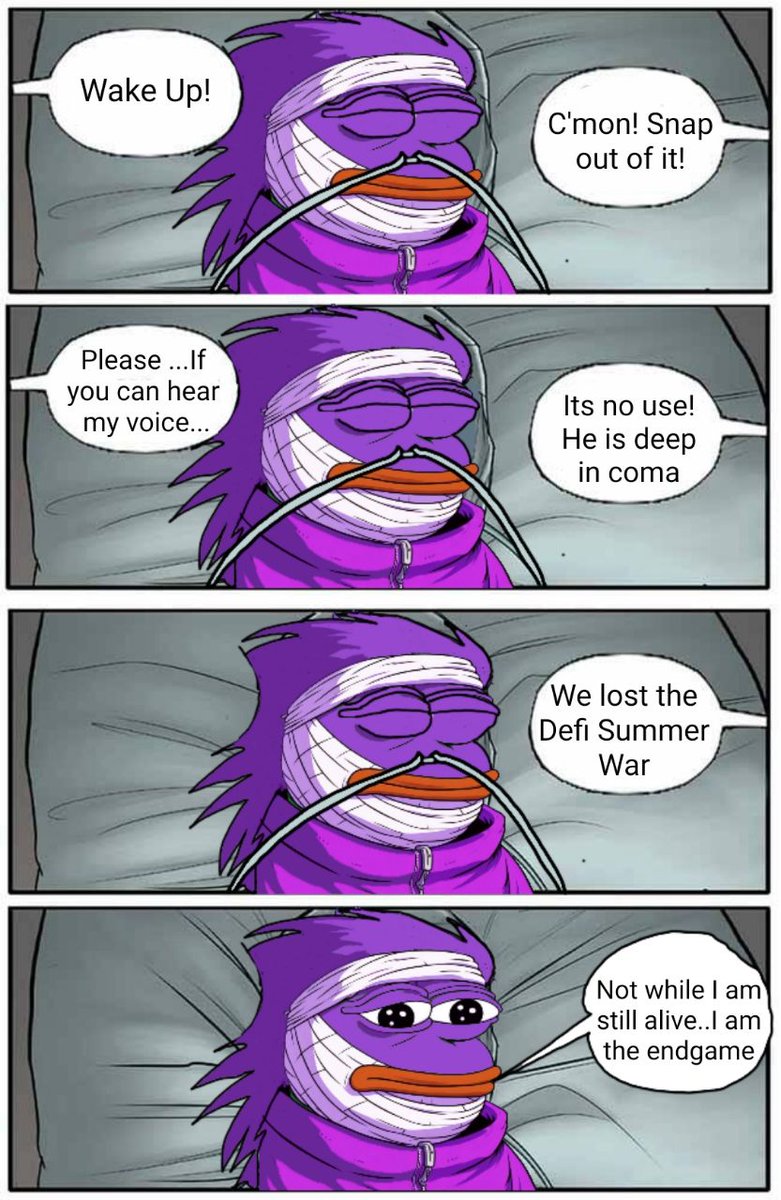 Wake Up!
C'mon! Snap
out of it!
Please ...If
you can hear
my voice...
Its no use!
He is deep
in coma
We lost the
Defi Summer
War
Not while I am
still alive..I am
the endgame